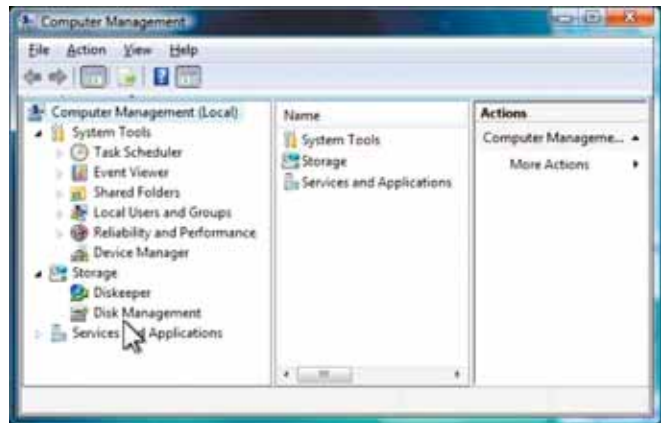 Computer Management
File Action View Help
Computer Management (Local)
System Tools
Task Scheduler
Event Viewer
Shared Folders
Local Users and Groups
Reliability and Performance
Device Manager
Storage
Diskeeper
Disk Management
Services and Applications
Name
System Tools
Storage
Services and Applications
Actions
Computer Manageme...
More Actions